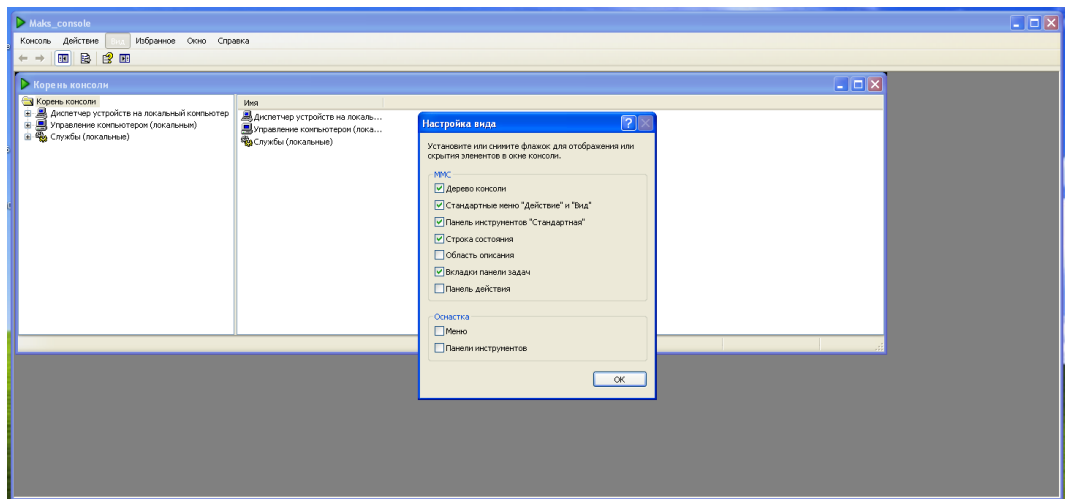 Maks_console
Консоль Действие Вид Избранное Окно Справка
Корень консоли
Корень консоли
Диспетчер устройств на локальный компьютер
Управление компьютером (локальным)
Службы (локальные)
Имя
Диспетчер устройств на локаль...
Управление компьютером (лока...
Службы (локальные)
Настройка вида
Установите или снимите флажок для отображения или
скрытия элементов в окне консоли.
MMC
Дерево консоли
Стандартные меню "Действие" и "Вид"
Панель инструментов "Стандартная"
Строка состояния
Область описания
Вкладки панели задач
Панель действия
Оснастка
Меню
Панели инструментов
ОК